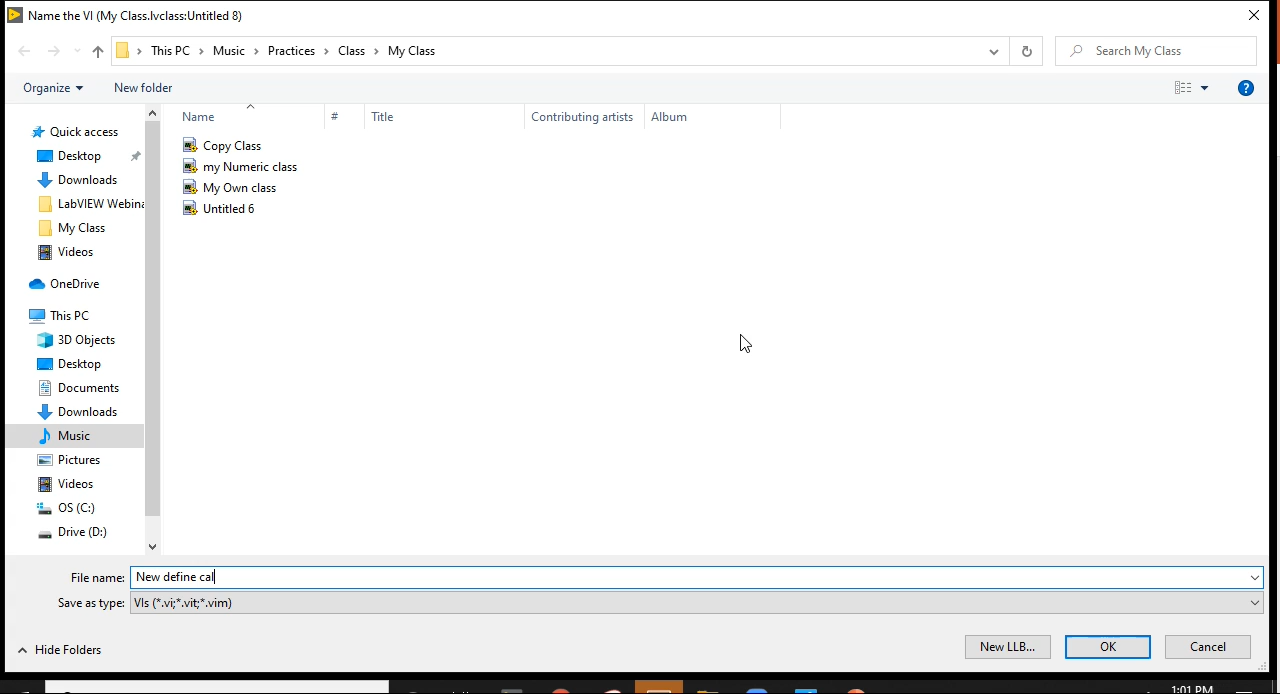 Name the VI (My Class.lvclass:Untitled 8)
This PC > Music > Practices > Class > My Class
Search My Class
Organize
New folder
Name
#
Title
Contributing artists
Album
Quick access
Desktop
Downloads
LabVIEW Webina
My Class
Videos
OneDrive
This PC
3D Objects
Desktop
Documents
Downloads
Music
Pictures
Videos
OS (C:)
Drive (D:)
Copy Class
my Numeric class
My Own class
Untitled 6
File name: New define cal
Save as type: VIs (*.vi;*.vit;*.vim)
Hide Folders
New LLB...
OK
Cancel
1:01 PM